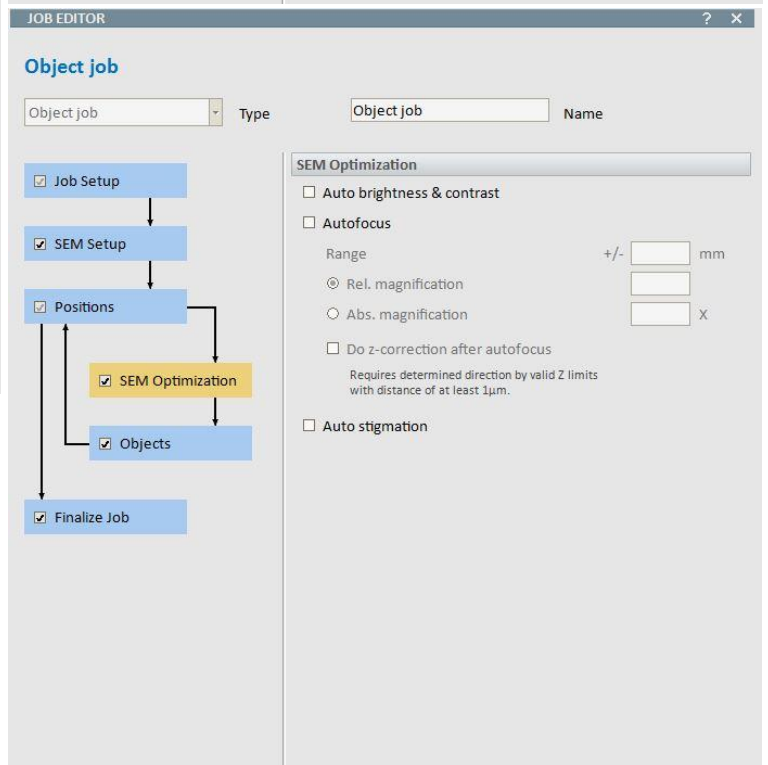 JOB EDITOR ? X
Object job
Object job Type Object job Name
Job Setup
SEM Setup
Positions
SEM Optimization
Objects
Finalize Job
SEM Optimization
Auto brightness & contrast
Autofocus
Range +/- mm
Rel. magnification
Abs. magnification X
Do z-correction after autofocus
Requires determined direction by valid Z limits
with distance of at least 1µm.
Auto stigmation